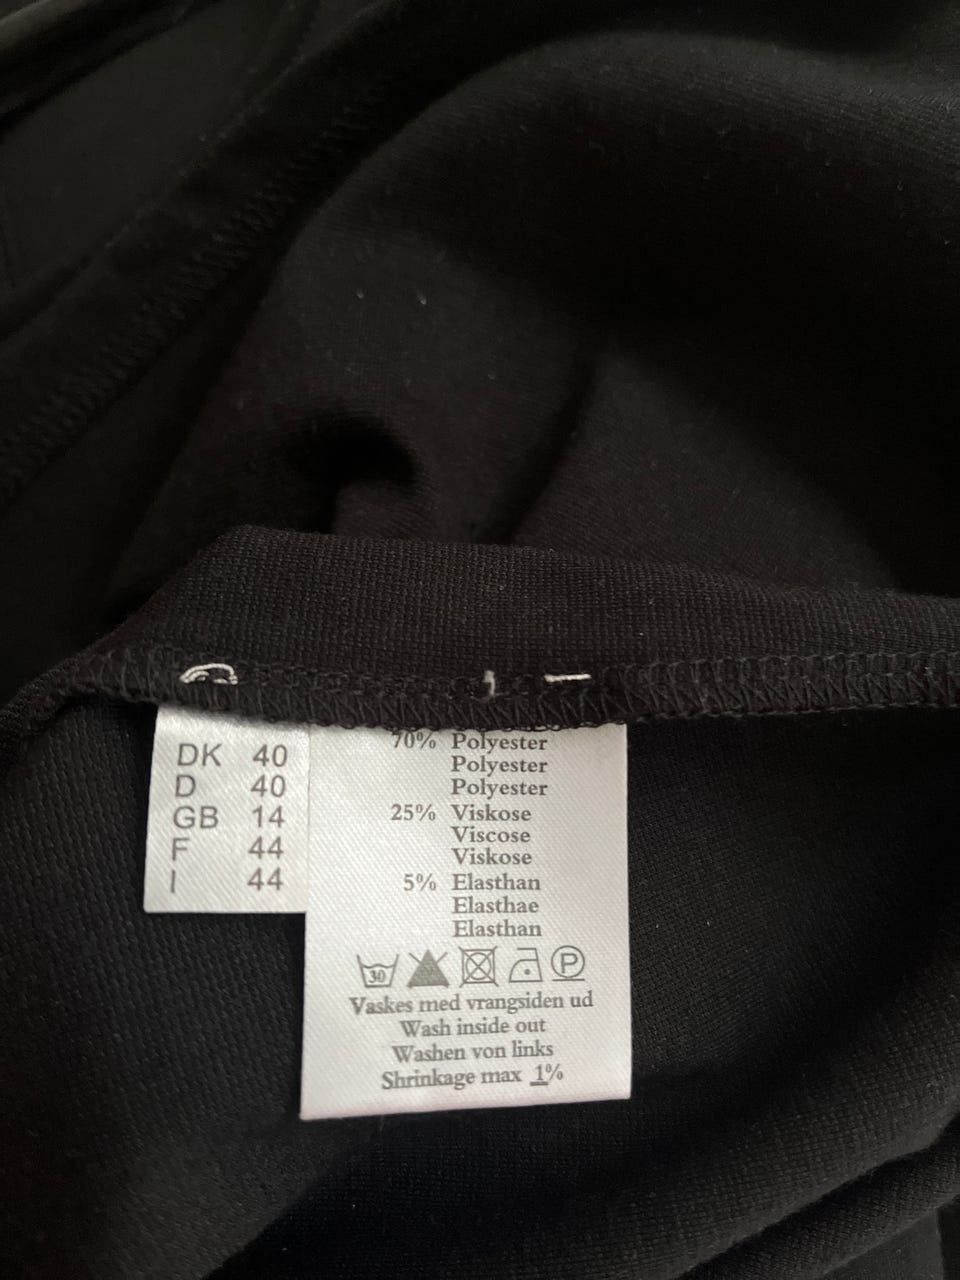 DK 40
D 40
GB 14
F 44
I 44
70% Polyester
Polyester
Polyester
25% Viskose
Viscose
Viskose
5% Elasthan
Elasthae
Elasthan
30 P
Vaskes med vrangsiden ud
Wash inside out
Washen von links
Shrinkage max 1%